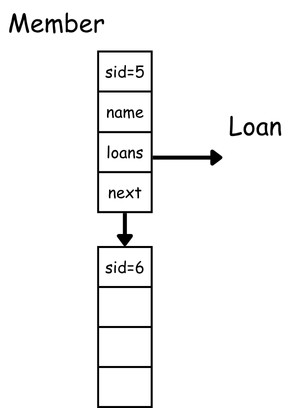 Member
sid=5
name
Loan
loans
next
sid=6